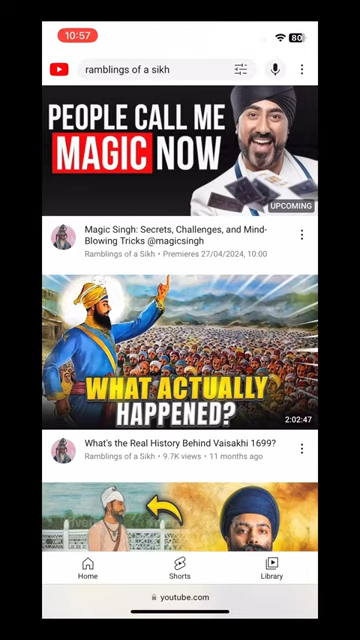 10:57
80
ramblings of a sikh
PEOPLE CALL ME
MAGIC NOW
UPCOMING
Magic Singh: Secrets, Challenges, and Mind-
Blowing Tricks @magicsingh
Ramblings of a Sikh • Premieres 27/04/2024, 10:00
WHAT ACTUALLY
HAPPENED?
2:02:47
What's the Real History Behind Vaisakhi 1699?
Ramblings of a Sikh • 9.7K views • 11 months ago
Home
Shorts
Library
youtube.com